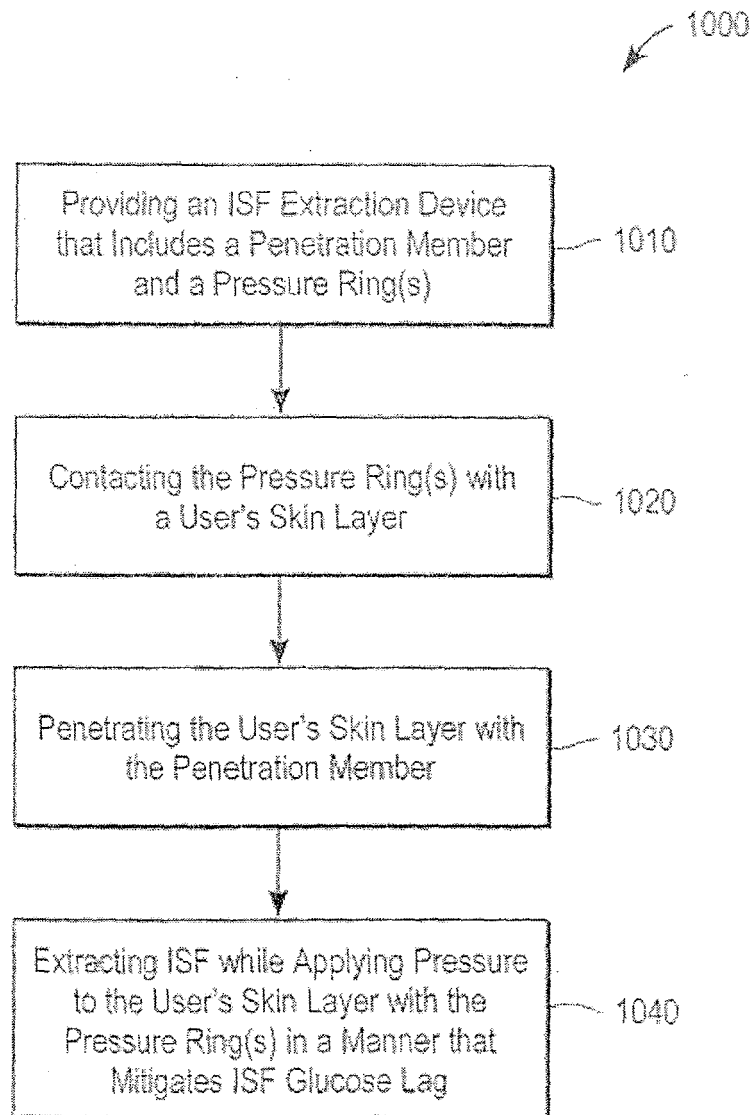 1000
Providing an ISF Extraction Device
that Includes a Penetration Member
and a Pressure Ring(s)
1010
Contacting the Pressure Ring(s) with
a User's Skin Layer
1020
Penetrating the User's Skin Layer with
the Penetration Member
1030
Extracting ISF while Applying Pressure
to the User's Skin Layer with the
Pressure Ring(s) in a Manner that
Mitigates ISF Glucose Lag
1040